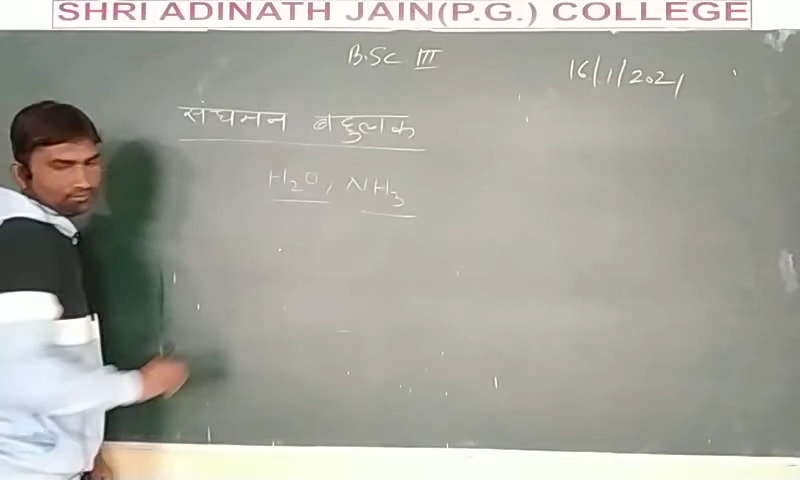 SHRI ADINATH JAIN(P.G.) COLLEGE
B.Sc III
16/1/2021
संघमन बहुलक
H₂O, NH₃